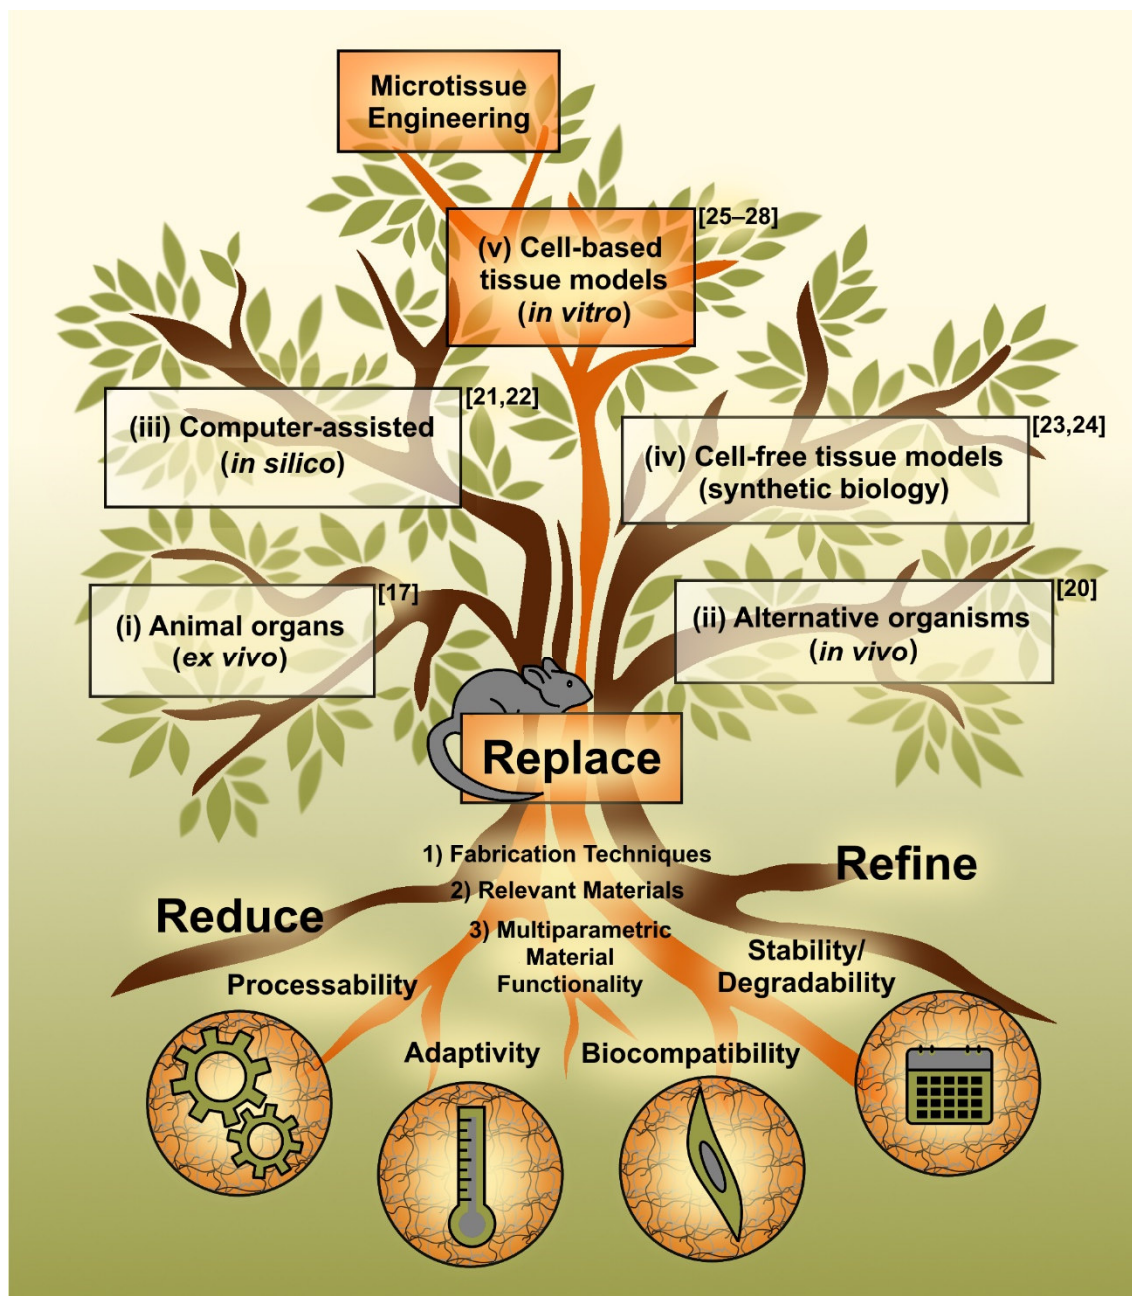 Microtissue
Engineering
(v) Cell-based
tissue models
(in vitro)
[25–28]
(iii) Computer-assisted
(in silico)
[21,22]
(iv) Cell-free tissue models
(synthetic biology)
[23,24]
(i) Animal organs
(ex vivo)
[17]
(ii) Alternative organisms
(in vivo)
[20]
Replace
1) Fabrication Techniques
2) Relevant Materials
3) Multiparametric
Material
Functionality
Reduce
Refine
Processability
Stability/
Degradability
Adaptivity
Biocompatibility